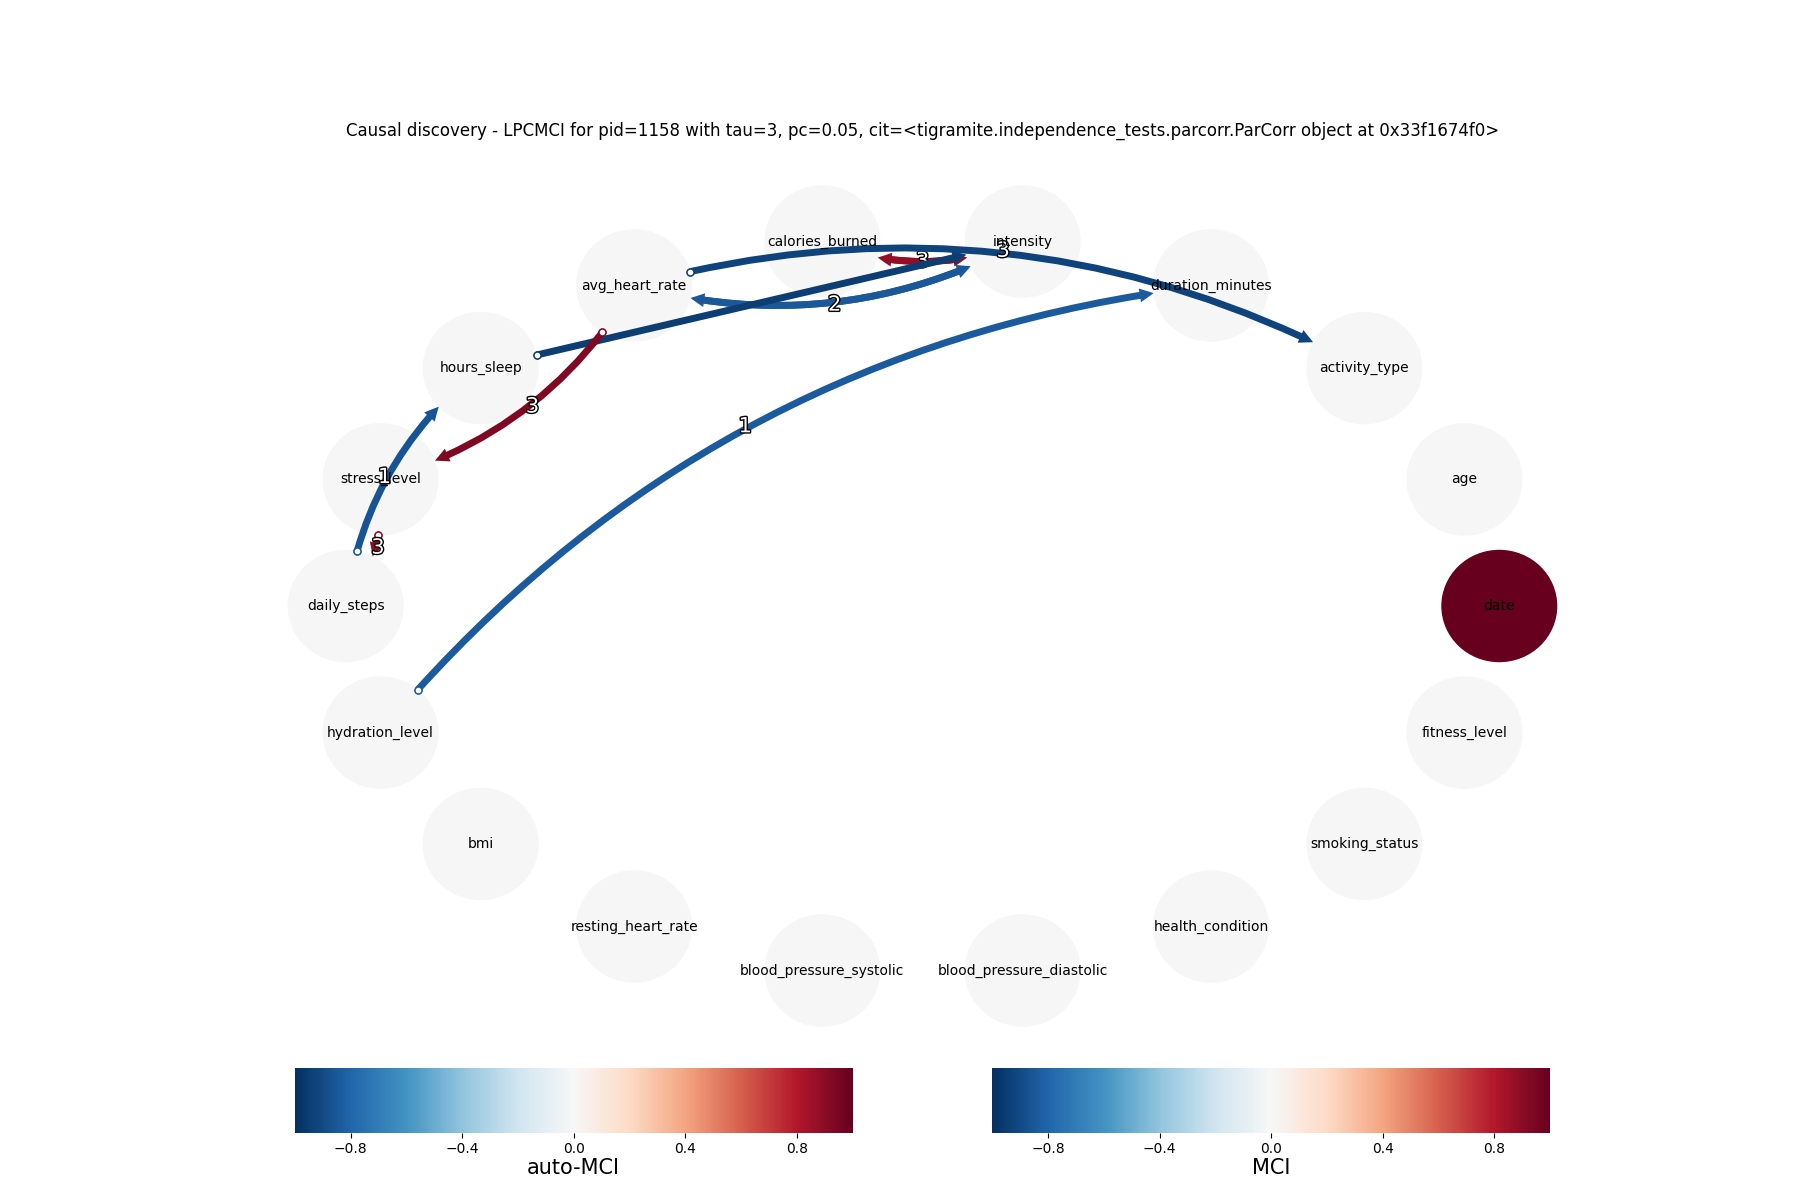 Causal discovery - LPCMCI for pid=1158 with tau=3, pc=0.05, cit=<tigramite.independence_tests.parcorr.ParCorr object at 0x33f1674f0>
calories_burned
intensity
3
3
avg_heart_rate
duration_minutes
2
hours_sleep
activity_type
3
1
stress_level
1
age
3
daily_steps
date
hydration_level
fitness_level
bmi
smoking_status
resting_heart_rate
health_condition
blood_pressure_systolic
blood_pressure_diastolic
−0.8 −0.4 0.0 0.4 0.8
auto-MCI
−0.8 −0.4 0.0 0.4 0.8
MCI